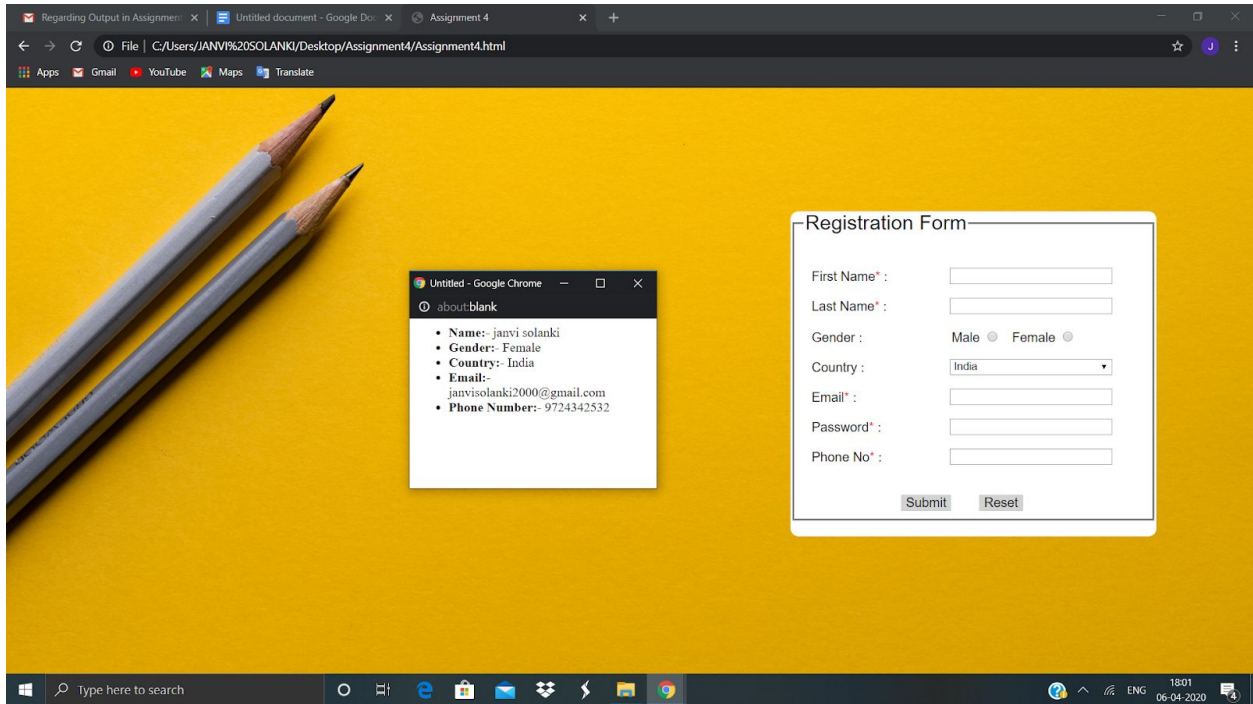 Regarding Output in Assignment
Untitled document - Google Doc
Assignment 4
File | C:/Users/JANVI%20SOLANKI/Desktop/Assignment4/Assignment4.html
J
Apps Gmail YouTube Maps Translate
Registration Form
First Name* :
Last Name* :
Gender : Male Female
Country : India
Email* :
Password* :
Phone No* :
Submit Reset
Untitled - Google Chrome
about:blank
• Name:- janvi solanki
• Gender:- Female
• Country:- India
• Email:-
janvisolanki2000@gmail.com
• Phone Number:- 9724342532
Type here to search
ENG
18:01
06-04-2020
4